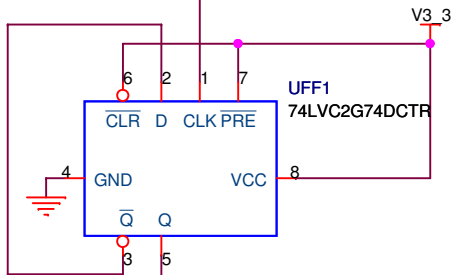 V3_3
6 2 1 7
UFF1
74LVC2G74DCTR
CLR D CLK PRE
4 GND VCC 8
Q Q
3 5